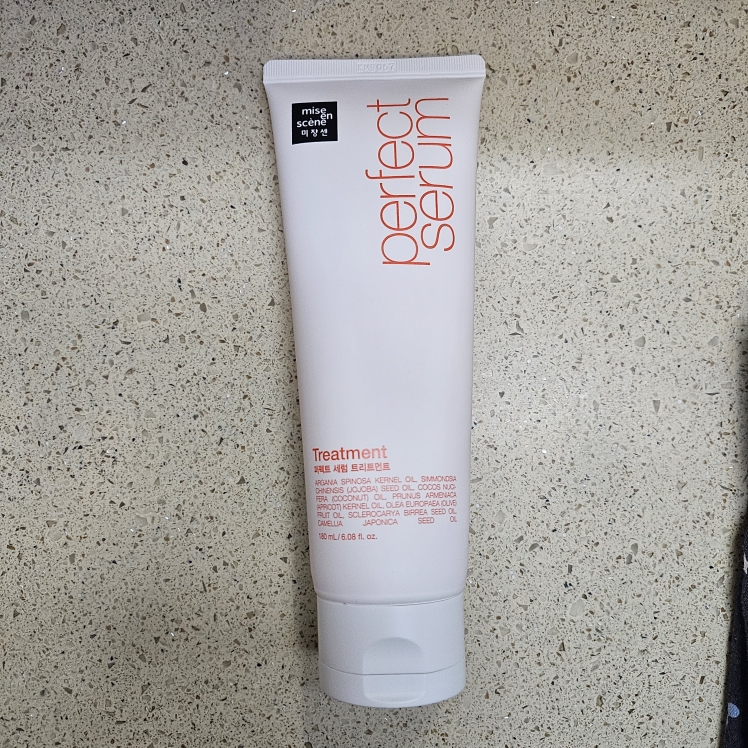 mise
en
scène
미장센
perfect
serum
Treatment
퍼펙트 세럼 트리트먼트
ARGANIA SPINOSA KERNEL OIL, SIMMONDSIA
CHINENSIS (JOJOBA) SEED OIL, COCOS NUCI-
FERA (COCONUT) OIL, PRUNUS ARMENIACA
(APRICOT) KERNEL OIL, OLEA EUROPAEA (OLIVE)
FRUIT OIL, SCLEROCARYA BIRREA SEED OIL,
CAMELLIA JAPONICA SEED OIL
180 mL / 6.08 fl. oz.